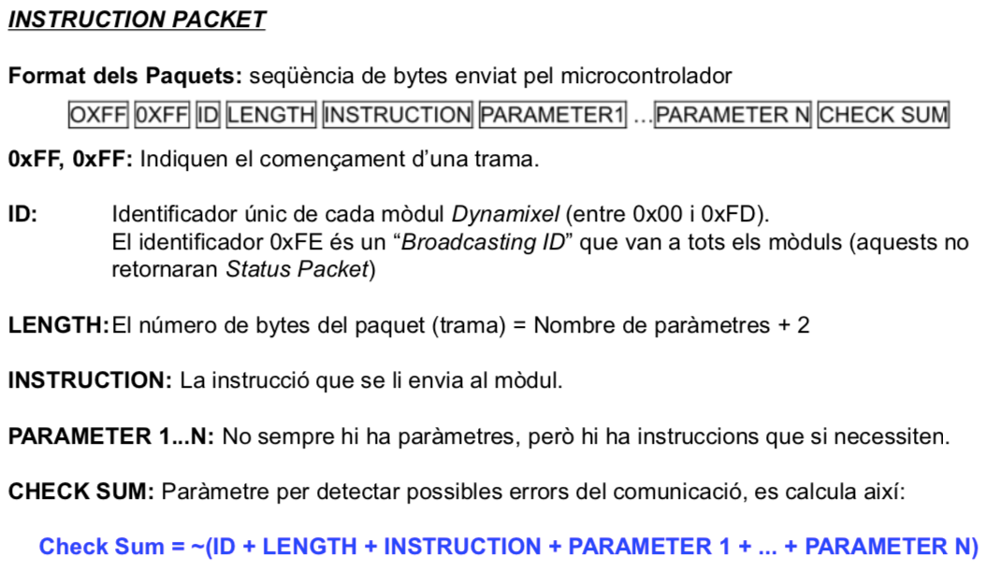 INSTRUCTION PACKET
Format dels Paquets: seqüència de bytes enviat pel microcontrolador
OXFF 0XFF ID LENGTH INSTRUCTION PARAMETER1 ...PARAMETER N CHECK SUM
0xFF, 0xFF: Indiquen el començament d'una trama.
ID: Identificador únic de cada mòdul Dynamixel (entre 0x00 i 0xFD).
El identificador 0xFE és un “Broadcasting ID” que van a tots els mòduls (aquests no
retornaran Status Packet)
LENGTH: El número de bytes del paquet (trama) = Nombre de paràmetres + 2
INSTRUCTION: La instrucció que se li envia al mòdul.
PARAMETER 1...N: No sempre hi ha paràmetres, però hi ha instruccions que si necessiten.
CHECK SUM: Paràmetre per detectar possibles errors del comunicació, es calcula així:
Check Sum = ~(ID + LENGTH + INSTRUCTION + PARAMETER 1 + ... + PARAMETER N)